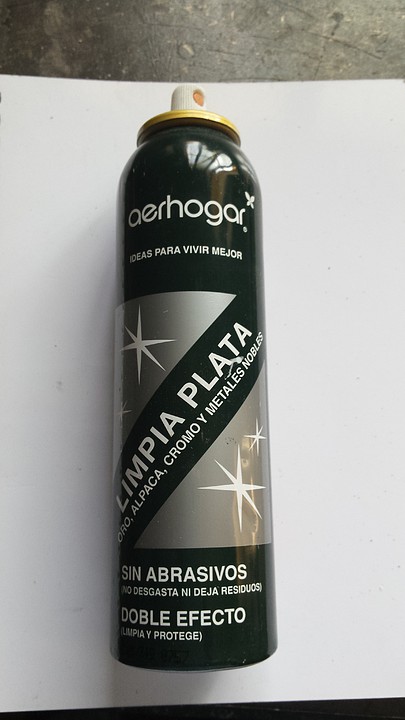 aerhogar®
IDEAS PARA VIVIR MEJOR
LIMPIA PLATA
ORO, ALPACA, CROMO Y METALES NOBLES
SIN ABRASIVOS
(NO DESGASTA NI DEJA RESIDUOS)
DOBLE EFECTO
(LIMPIA Y PROTEGE)